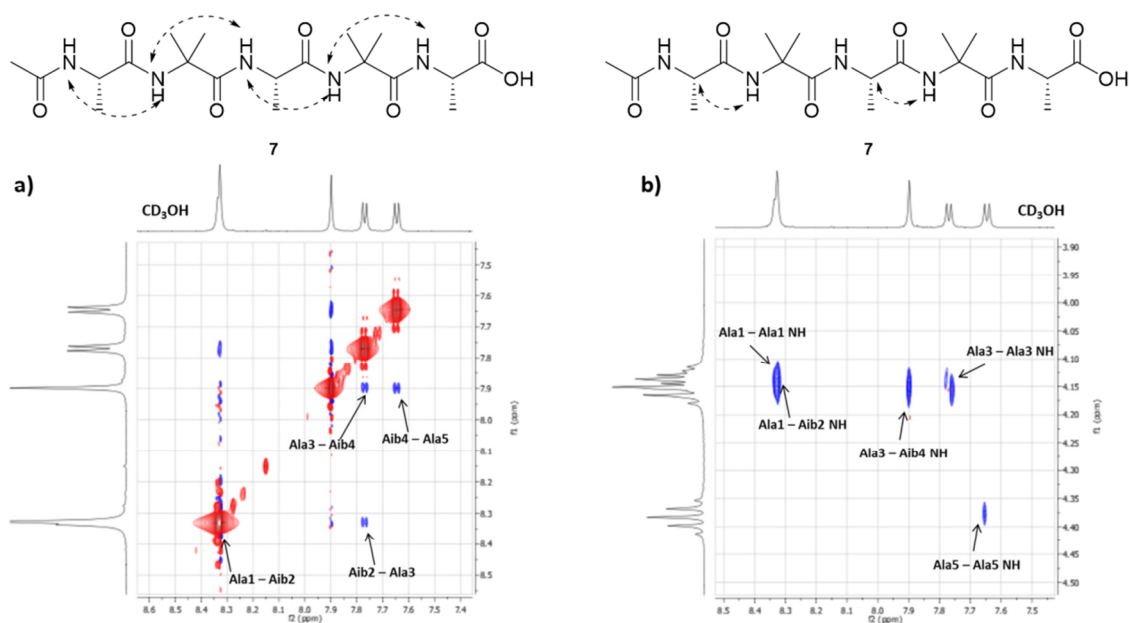 H N O H N O H N O OH
O N H O N H O
7
H N O H N O H N O OH
O N H O N H O
7
a)
CD3OH
Ala3 – Aib4
Aib4 – Ala5
Ala1 – Aib2
Aib2 – Ala3
7.5
7.6
7.7
7.8
7.9
8.0
8.1
8.2
8.3
8.4
8.5
f1 (ppm)
8.6 8.5 8.4 8.3 8.2 8.1 8.0 7.9 7.8 7.7 7.6 7.5 7.4
f2 (ppm)
b)
CD3OH
Ala1 – Ala1 NH
Ala3 – Ala3 NH
Ala1 – Aib2 NH
Ala3 – Aib4 NH
Ala5 – Ala5 NH
3.90
3.95
4.00
4.05
4.10
4.15
4.20
4.25
4.30
4.35
4.40
4.45
4.50
f1 (ppm)
8.5 8.4 8.3 8.2 8.1 8.0 7.9 7.8 7.7 7.6 7.5
f2 (ppm)